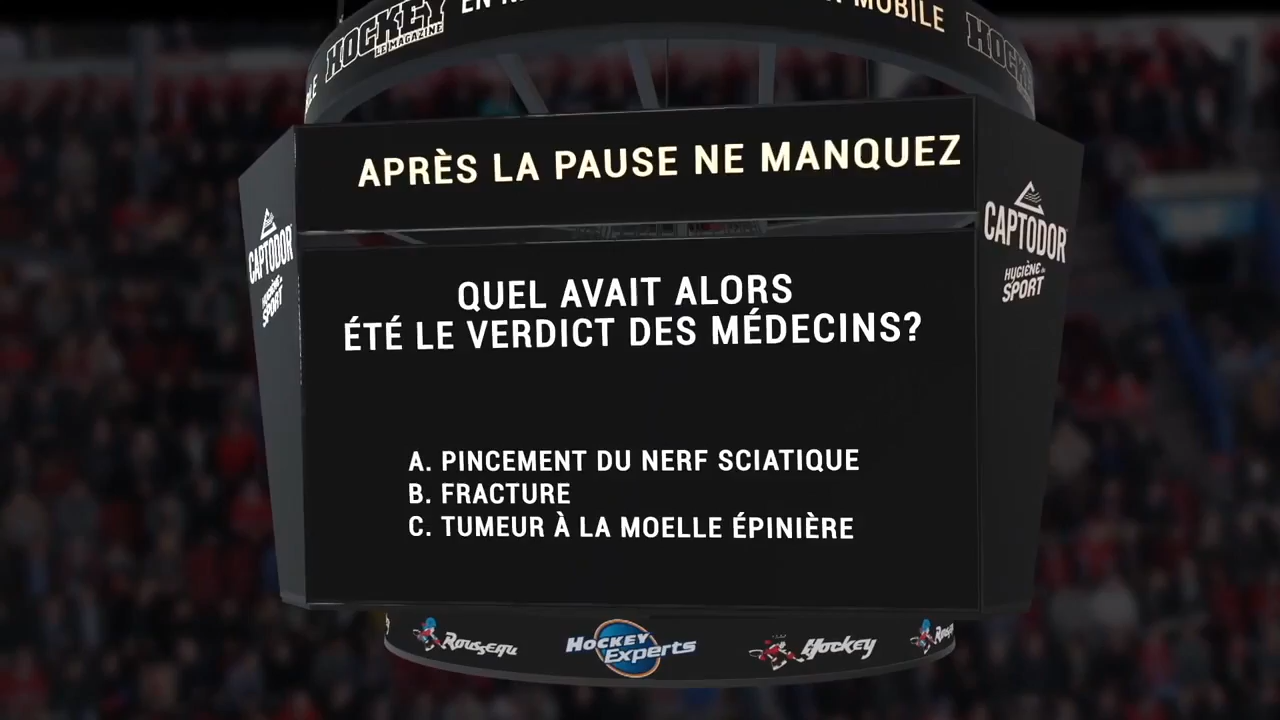 HOCKEY
LE MAGAZINE
EN
MOBILE
HOCKEY
APRÈS LA PAUSE NE MANQUEZ
CAPTODOR
HYGIÈNE DU
SPORT
CAPTODOR
HYGIÈNE DU
SPORT
QUEL AVAIT ALORS
ÉTÉ LE VERDICT DES MÉDECINS?
A. PINCEMENT DU NERF SCIATIQUE
B. FRACTURE
C. TUMEUR À LA MOELLE ÉPINIÈRE
ROUSSEAU
HOCKEY
EXPERTS
HOCKEY